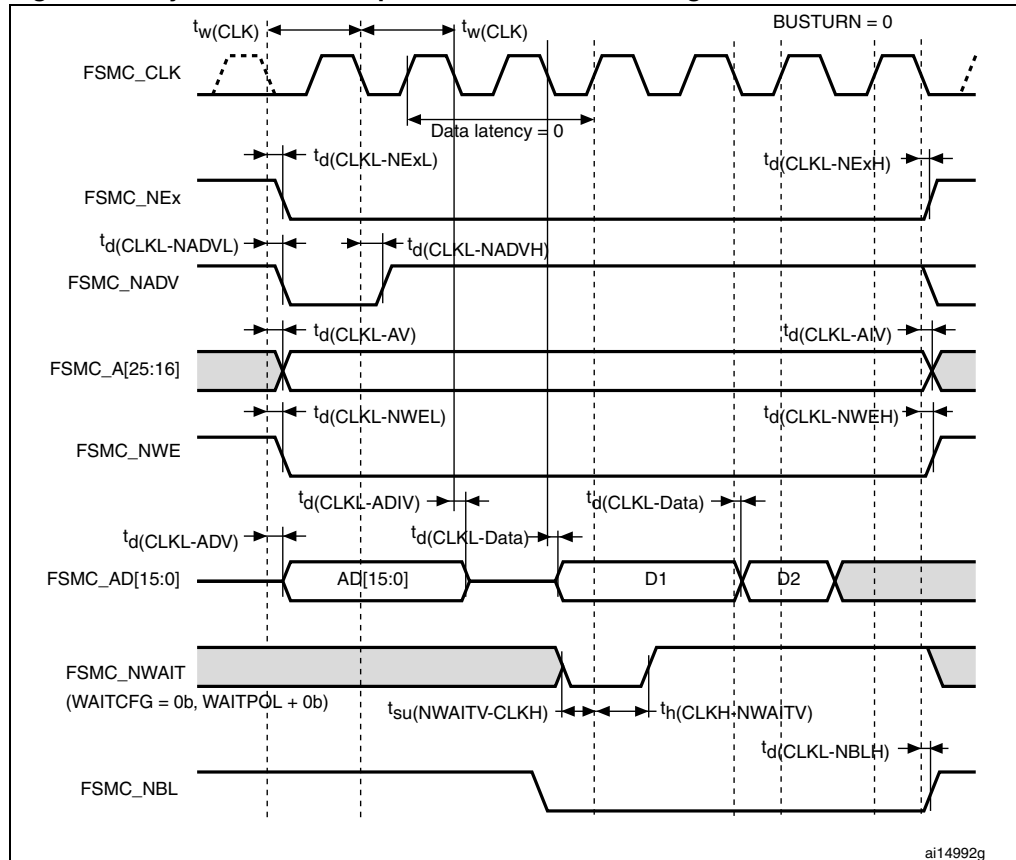 BUSTURN = 0
tw(CLK)
tw(CLK)
FSMC_CLK
Data latency = 0
td(CLKL-NExL)
td(CLKL-NExH)
FSMC_NEx
td(CLKL-NADVL)
td(CLKL-NADVH)
FSMC_NADV
td(CLKL-AV)
td(CLKL-AIV)
FSMC_A[25:16]
td(CLKL-NWEL)
td(CLKL-NWEH)
FSMC_NWE
td(CLKL-ADIV)
td(CLKL-Data)
td(CLKL-ADV)
td(CLKL-Data)
FSMC_AD[15:0]
AD[15:0]
D1
D2
FSMC_NWAIT
(WAITCFG = 0b, WAITPOL + 0b)
tsu(NWAITV-CLKH)
th(CLKH-NWAITV)
td(CLKL-NBLH)
FSMC_NBL
ai14992g